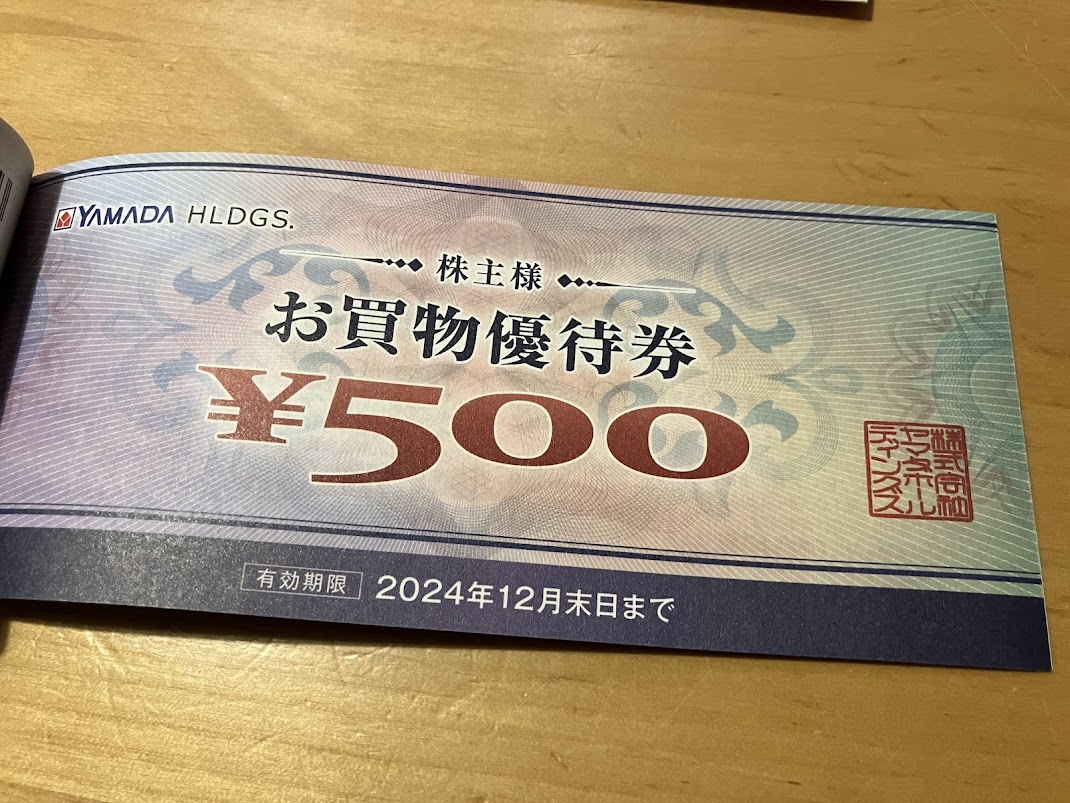 YAMADA HLDGS.
株主様
お買物優待券
¥500
株式会社
ヤマダホール
ディングス
有効期限 2024年12月末日まで